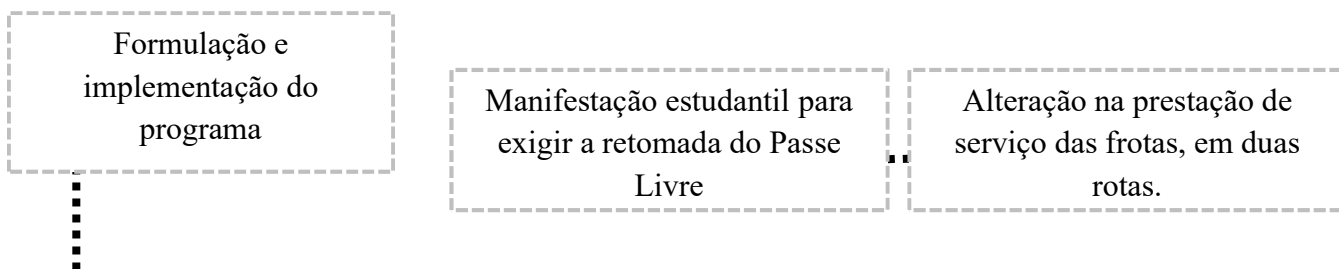 Formulação e
implementação do
programa
Manifestação estudantil para
exigir a retomada do Passe
Livre
Alteração na prestação de
serviço das frotas, em duas
rotas.